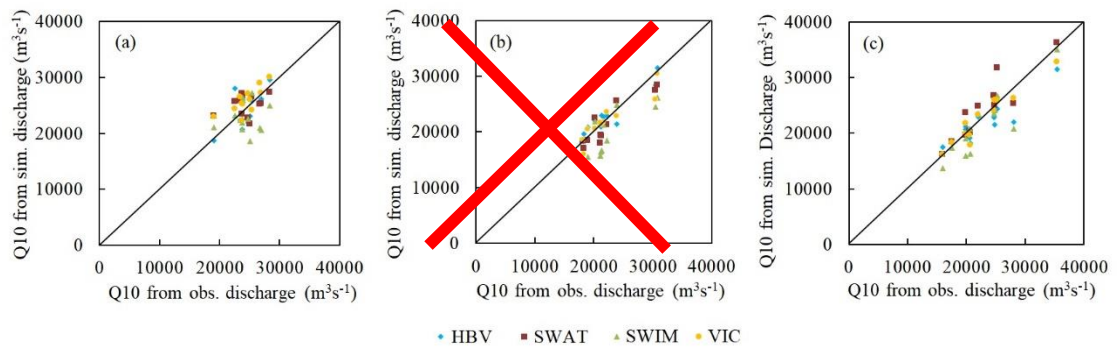 (a)
Q10 from sim. discharge (m³s⁻¹)
40000
30000
20000
10000
0
0 10000 20000 30000 40000
Q10 from obs. discharge (m³s⁻¹)
(b)
Q10 from sim. discharge (m³s⁻¹)
40000
30000
20000
10000
0
0 10000 20000 30000 40000
Q10 from obs. discharge (m³s⁻¹)
(c)
Q10 from sim. Discharge (m³s⁻¹)
40000
30000
20000
10000
0
0 10000 20000 30000 40000
Q10 from obs. discharge (m³s⁻¹)
HBV SWAT SWIM VIC